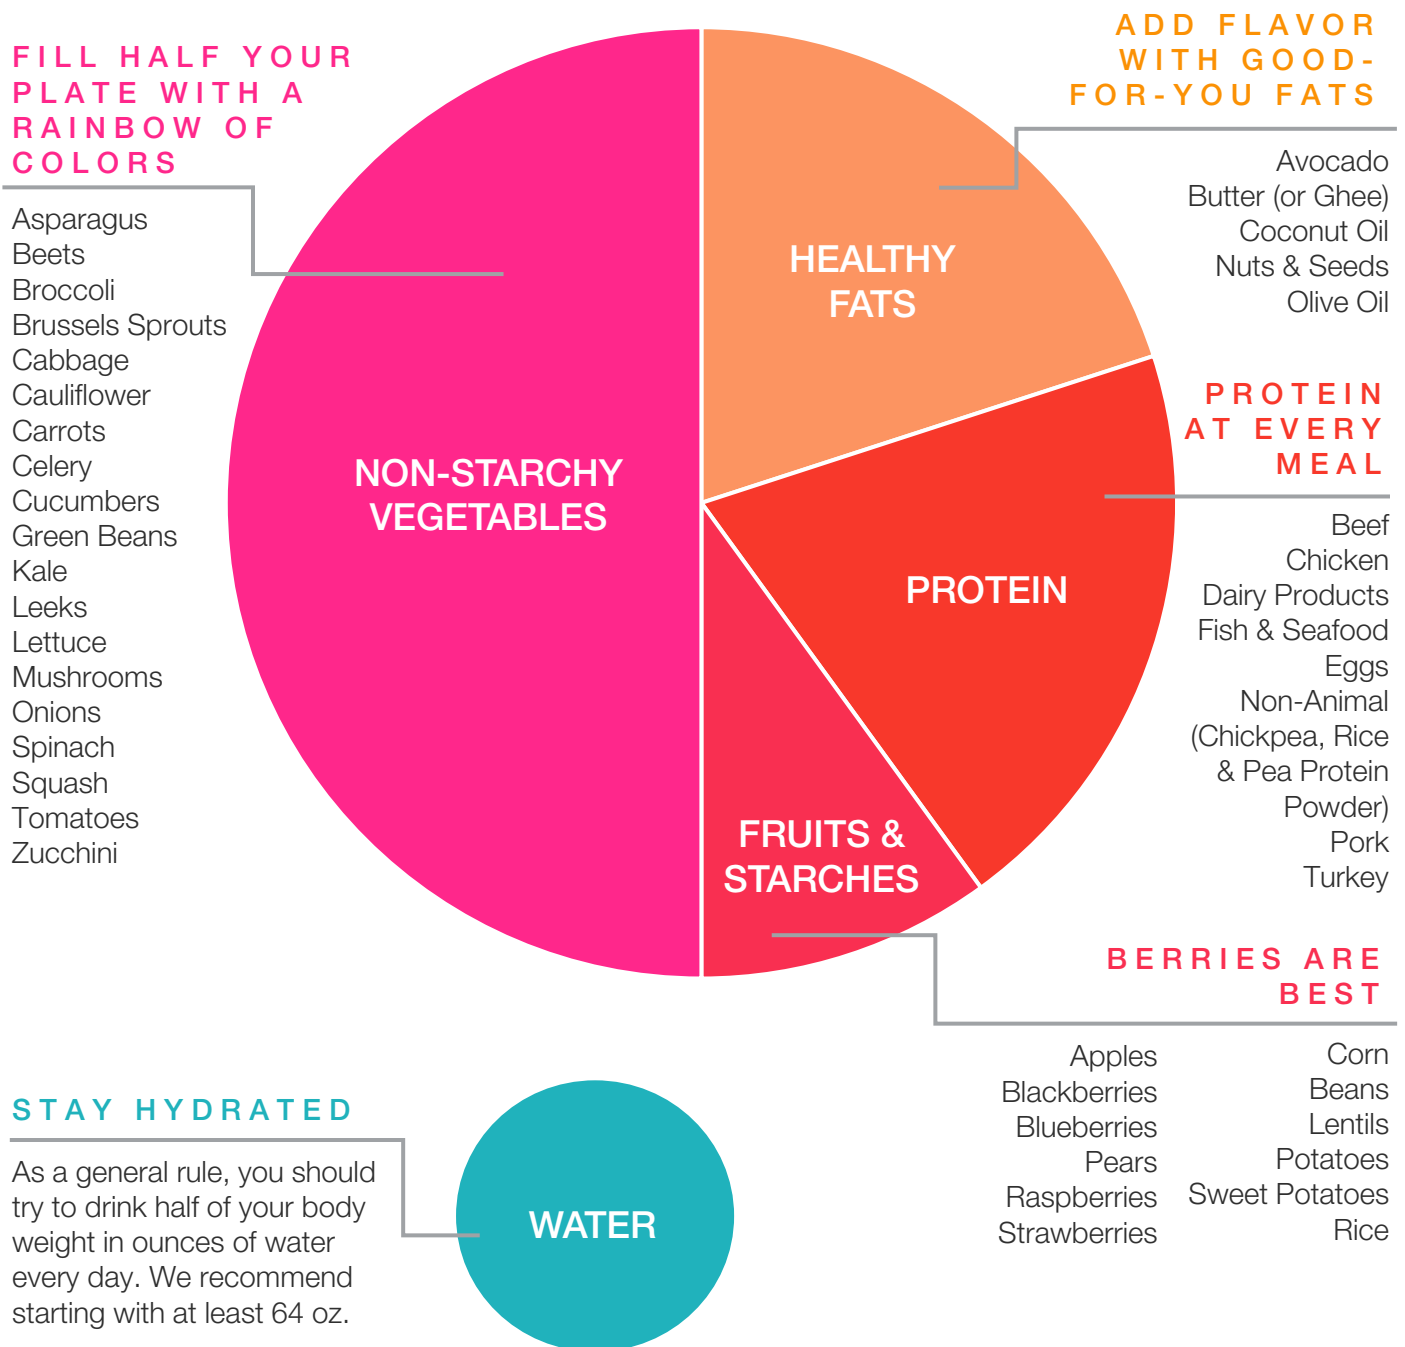 FILL HALF YOUR
PLATE WITH A
RAINBOW OF
COLORS
Asparagus
Beets
Broccoli
Brussels Sprouts
Cabbage
Cauliflower
Carrots
Celery
Cucumbers
Green Beans
Kale
Leeks
Lettuce
Mushrooms
Onions
Spinach
Squash
Tomatoes
Zucchini
NON-STARCHY
VEGETABLES
HEALTHY
FATS
PROTEIN
FRUITS &
STARCHES
ADD FLAVOR
WITH GOOD-
FOR-YOU FATS
Avocado
Butter (or Ghee)
Coconut Oil
Nuts & Seeds
Olive Oil
PROTEIN
AT EVERY
MEAL
Beef
Chicken
Dairy Products
Fish & Seafood
Eggs
Non-Animal
(Chickpea, Rice
& Pea Protein
Powder)
Pork
Turkey
BERRIES ARE
BEST
Apples
Blackberries
Blueberries
Pears
Raspberries
Strawberries
Corn
Beans
Lentils
Potatoes
Sweet Potatoes
Rice
STAY HYDRATED
As a general rule, you should
try to drink half of your body
weight in ounces of water
every day. We recommend
starting with at least 64 oz.
WATER